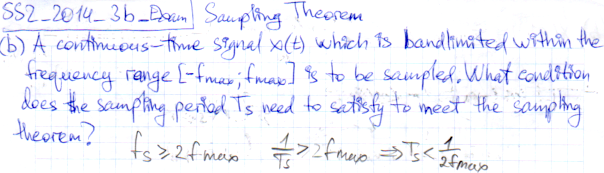 SS2_2014_3b_Exam | Sampling Theorem
(b) A continuous-time signal x(t) which is bandlimited within the
frequency range [-fmax; fmax] is to be sampled. What condition
does the sampling period Ts need to satisfy to meet the sampling
theorem?
fs ≥ 2fmax 1/Ts > 2fmax ⇒ Ts < 1/2fmax